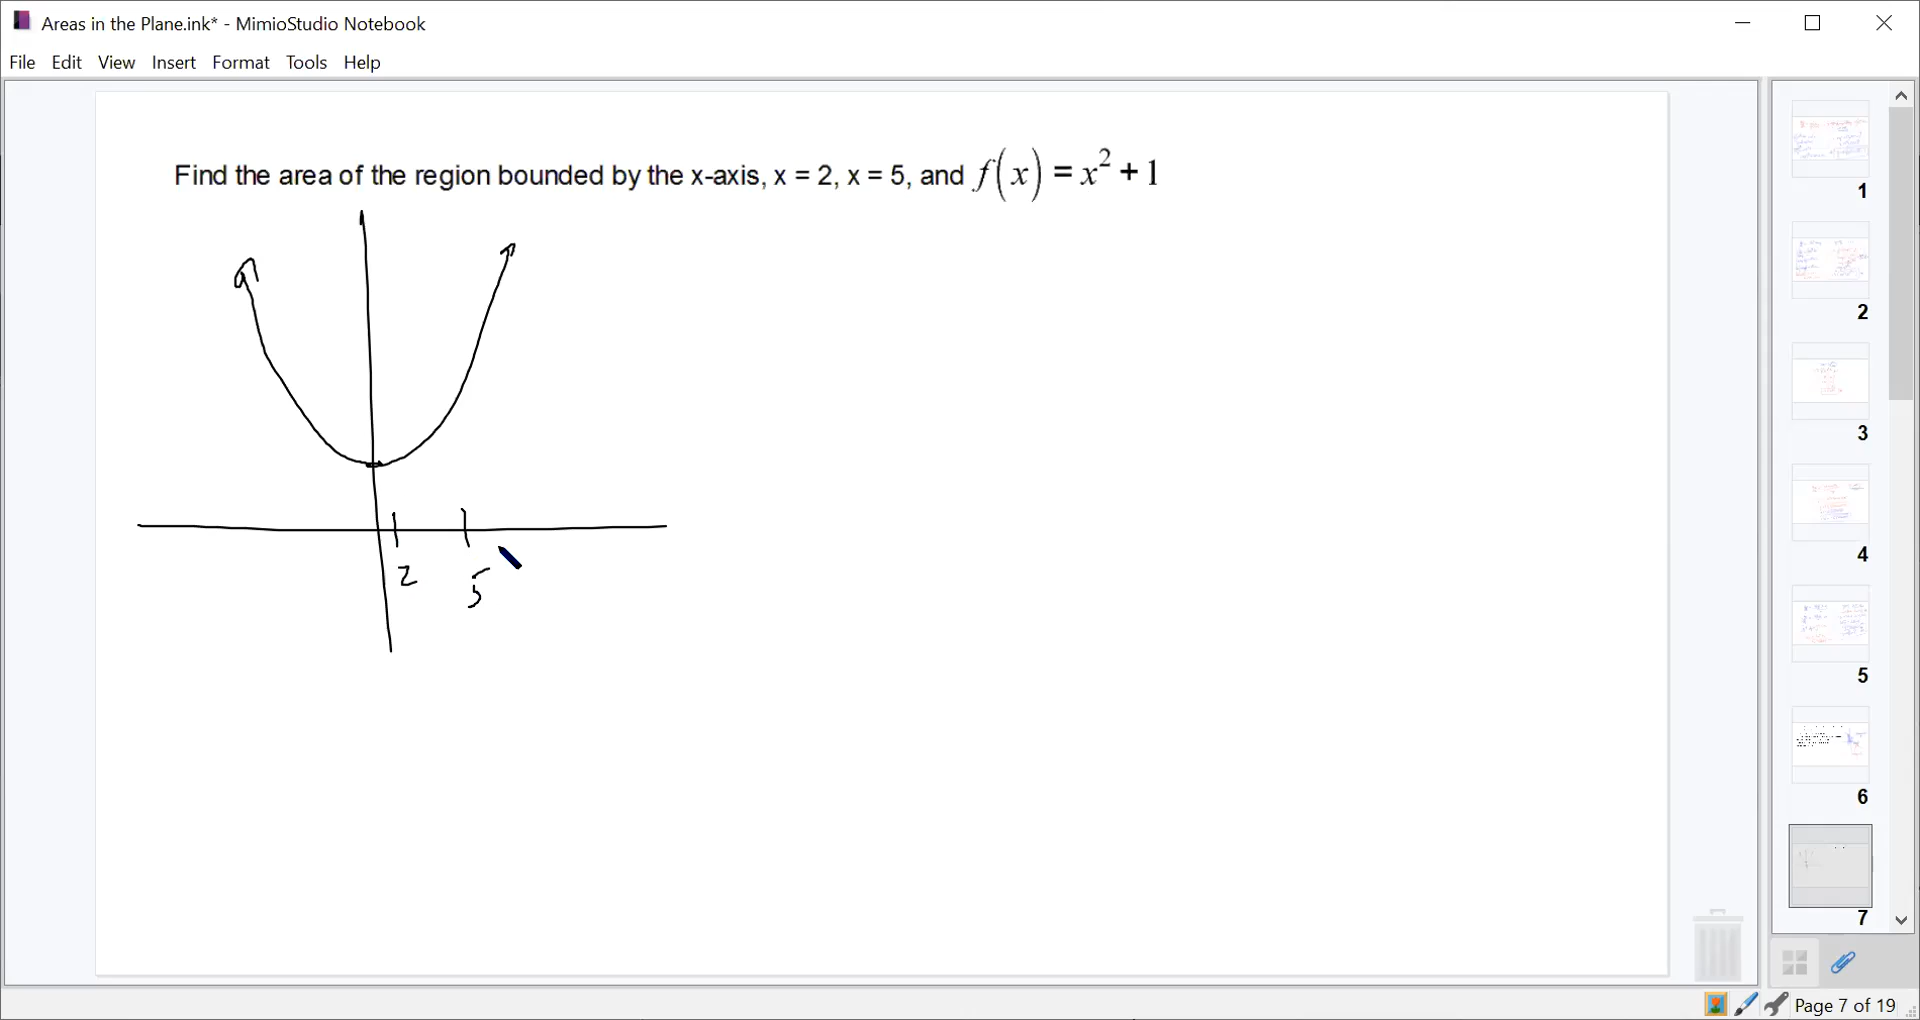 Areas in the Plane.ink* - MimioStudio Notebook
File Edit View Insert Format Tools Help
Find the area of the region bounded by the x-axis, x = 2, x = 5, and f(x) = x² + 1
2 5
1
2
3
4
5
6
7
Page 7 of 19